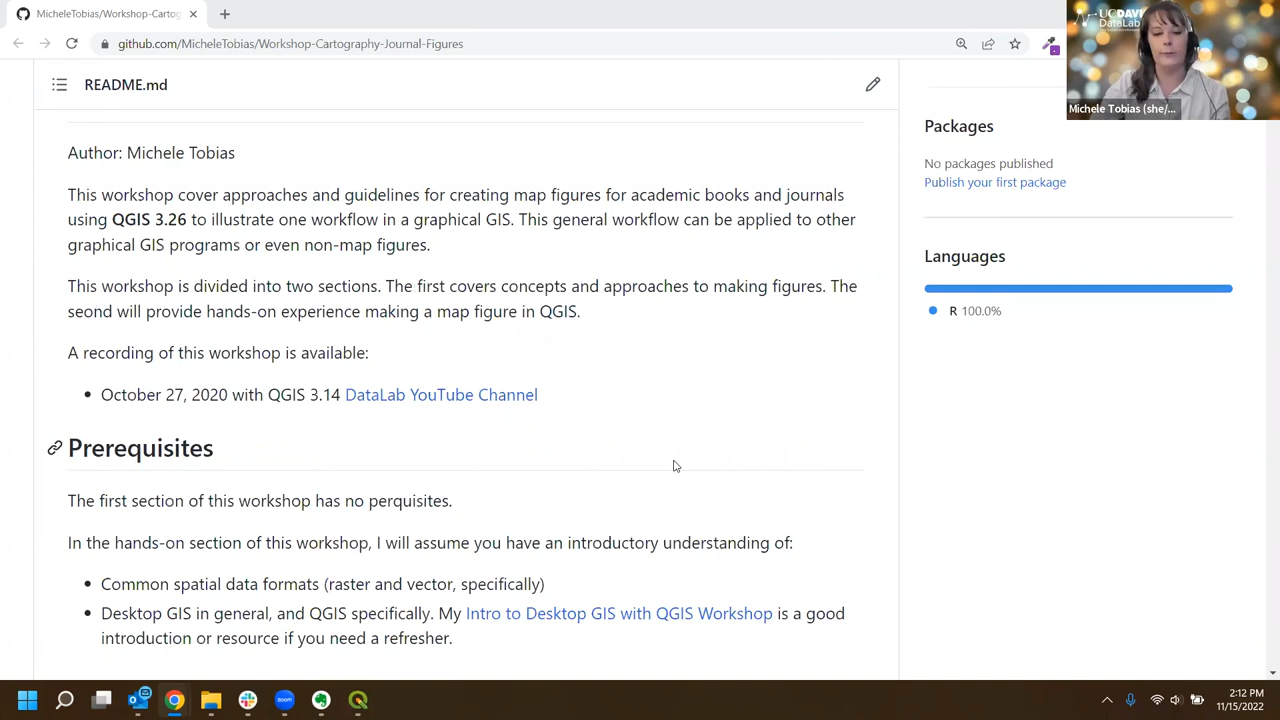 MicheleTobias/Workshop-Cartog
github.com/MicheleTobias/Workshop-Cartography-Journal-Figures
UC DAVI
DataLab
Michele Tobias (she/...
README.md
Author: Michele Tobias
This workshop cover approaches and guidelines for creating map figures for academic books and journals
using QGIS 3.26 to illustrate one workflow in a graphical GIS. This general workflow can be applied to other
graphical GIS programs or even non-map figures.
This workshop is divided into two sections. The first covers concepts and approaches to making figures. The
seond will provide hands-on experience making a map figure in QGIS.
A recording of this workshop is available:
• October 27, 2020 with QGIS 3.14 DataLab YouTube Channel
Prerequisites
The first section of this workshop has no perquisites.
In the hands-on section of this workshop, I will assume you have an introductory understanding of:
• Common spatial data formats (raster and vector, specifically)
• Desktop GIS in general, and QGIS specifically. My Intro to Desktop GIS with QGIS Workshop is a good
introduction or resource if you need a refresher.
Packages
No packages published
Publish your first package
Languages
R 100.0%
zoom
2:12 PM
11/15/2022